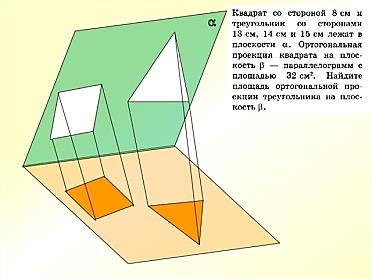 α
Квадрат со стороной 8 см и
треугольник со сторонами
13 см, 14 см и 15 см лежат в
плоскости α. Ортогональная
проекция квадрата на плос-
кость β — параллелограмм с
площадью 32 см². Найдите
площадь ортогональной про-
екции треугольника на плос-
кость β.